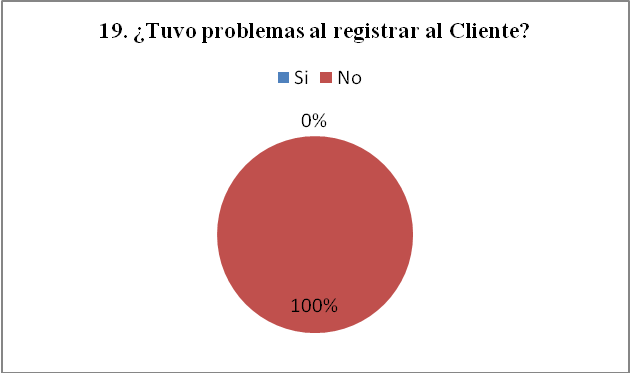 19. ¿Tuvo problemas al registrar al Cliente?
Si No
0%
100%